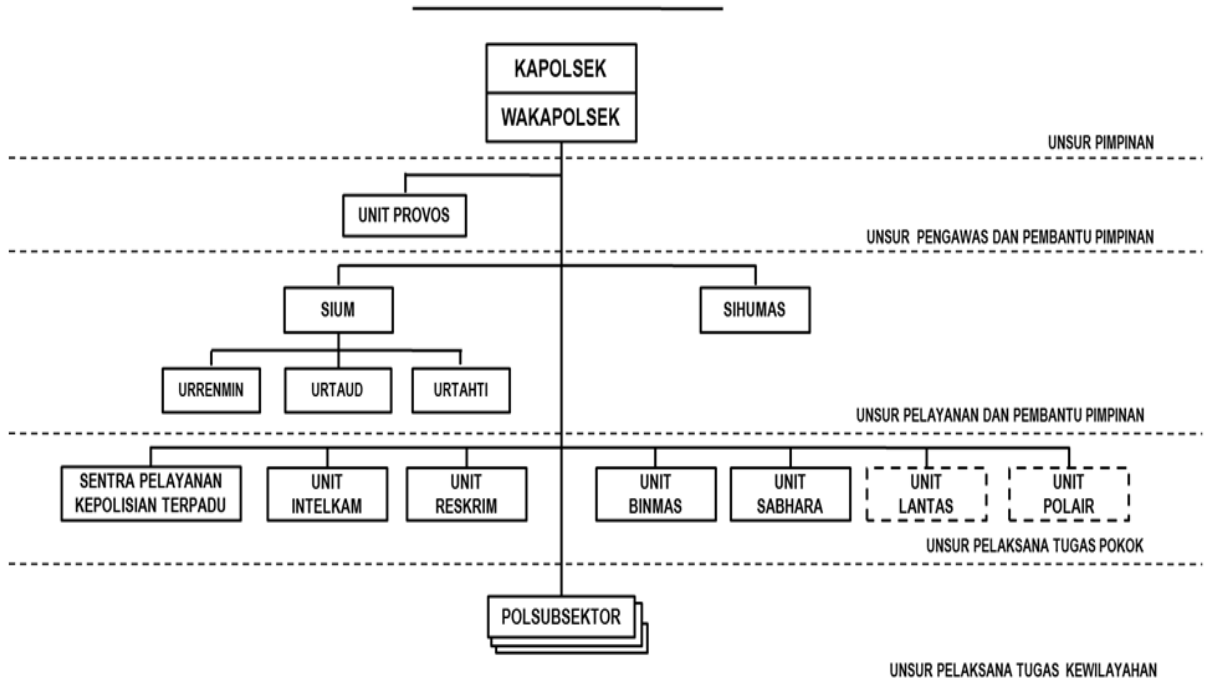 KAPOLSEK
WAKAPOLSEK
UNSUR PIMPINAN
UNIT PROVOS
UNSUR PENGAWAS DAN PEMBANTU PIMPINAN
SIUM
SIHUMAS
URRENMIN
URTAUD
URTAHTI
UNSUR PELAYANAN DAN PEMBANTU PIMPINAN
SENTRA PELAYANAN
KEPOLISIAN TERPADU
UNIT
INTELKAM
UNIT
RESKRIM
UNIT
BINMAS
UNIT
SABHARA
UNIT
LANTAS
UNIT
POLAIR
UNSUR PELAKSANA TUGAS POKOK
POLSUBSEKTOR
UNSUR PELAKSANA TUGAS KEWILAYAHAN